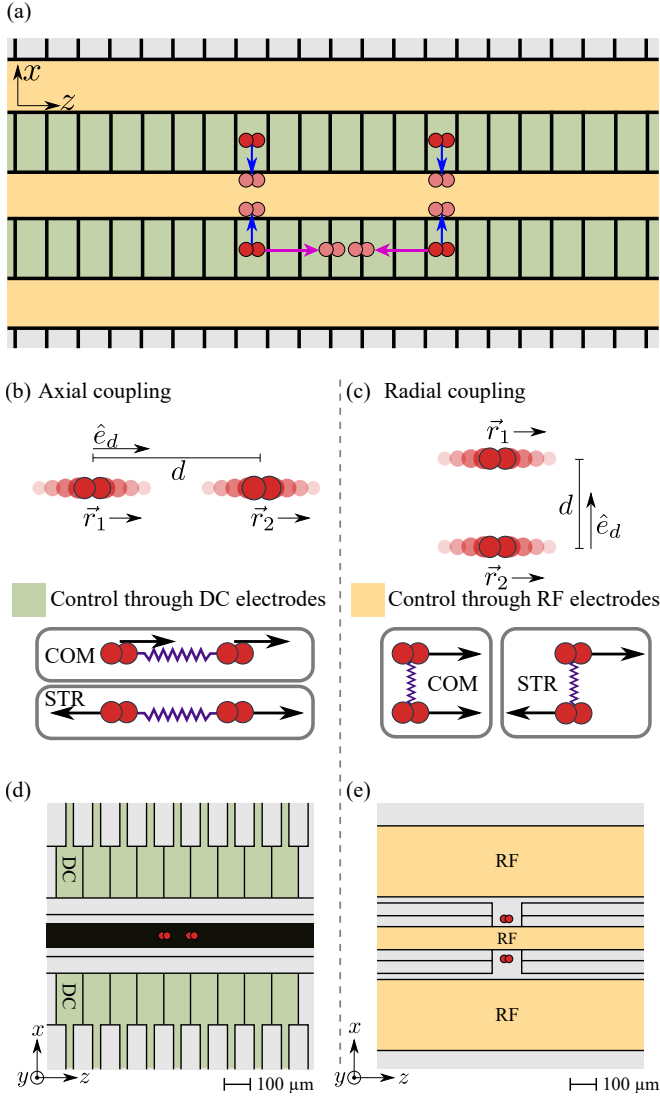 (a)
x
z
(b) Axial coupling
(c) Radial coupling
ê_d
d
r⃗_1
r⃗_2
r⃗_1
d
ê_d
r⃗_2
Control through DC electrodes
Control through RF electrodes
COM
STR
COM
STR
(d)
(e)
DC
DC
RF
RF
RF
x
y
z
100 μm
x
y
z
100 μm